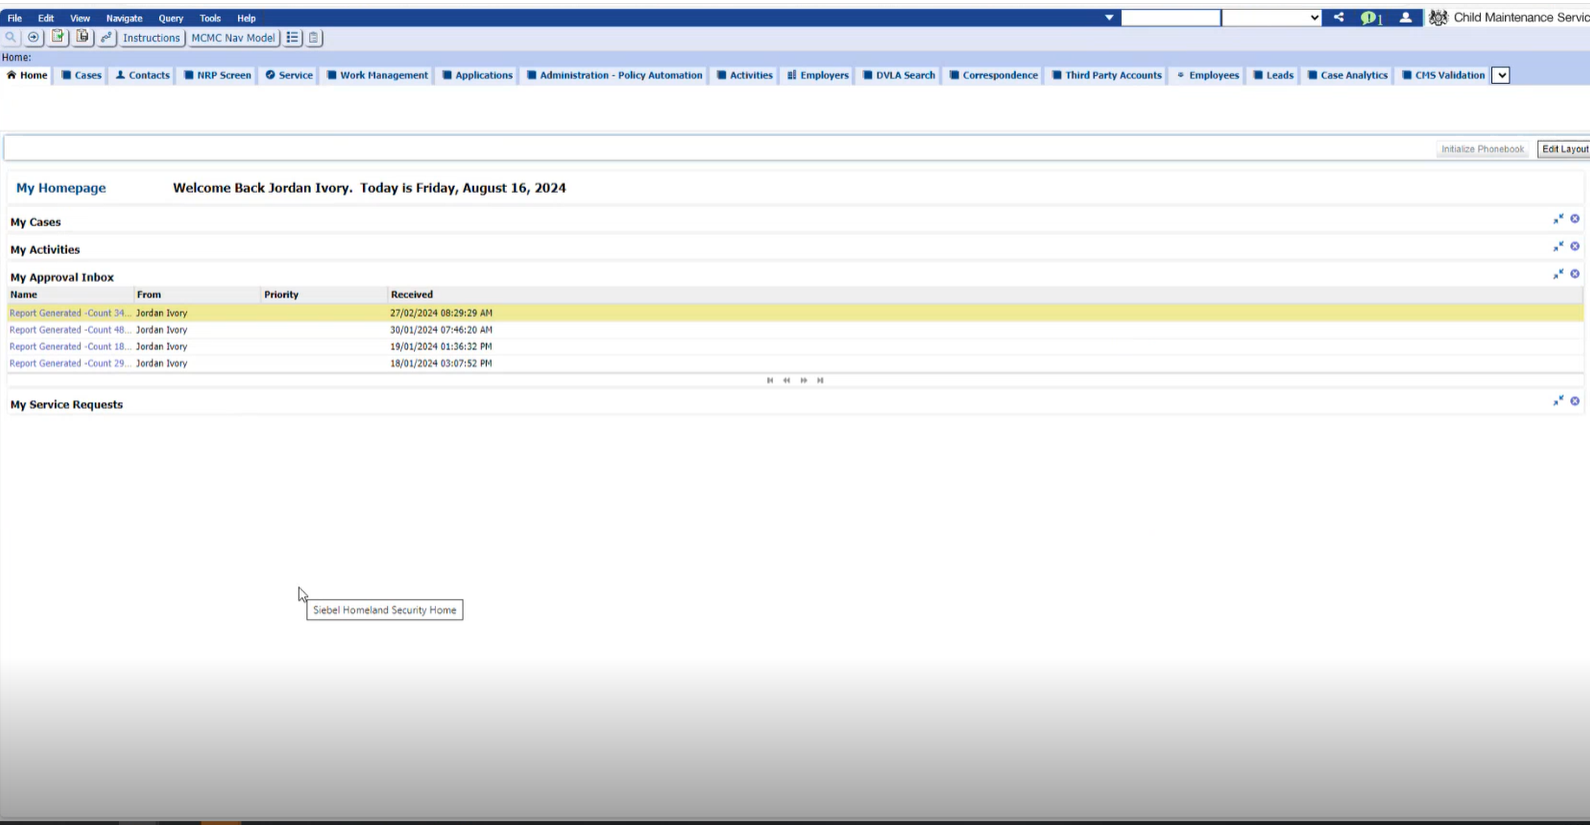 File Edit View Navigate Query Tools Help 1 Child Maintenance Servic
Instructions MCMC Nav Model
Home:
Home Cases Contacts NRP Screen Service Work Management Applications Administration - Policy Automation Activities Employers DVLA Search Correspondence Third Party Accounts Employees Leads Case Analytics CMS Validation
Initialize Phonebook Edit Layout
My Homepage Welcome Back Jordan Ivory. Today is Friday, August 16, 2024
My Cases
My Activities
My Approval Inbox
Name From Priority Received
Report Generated -Count 34... Jordan Ivory 27/02/2024 08:29:29 AM
Report Generated -Count 48... Jordan Ivory 30/01/2024 07:46:20 AM
Report Generated -Count 18... Jordan Ivory 19/01/2024 01:36:32 PM
Report Generated -Count 29... Jordan Ivory 18/01/2024 03:07:52 PM
My Service Requests
Siebel Homeland Security Home